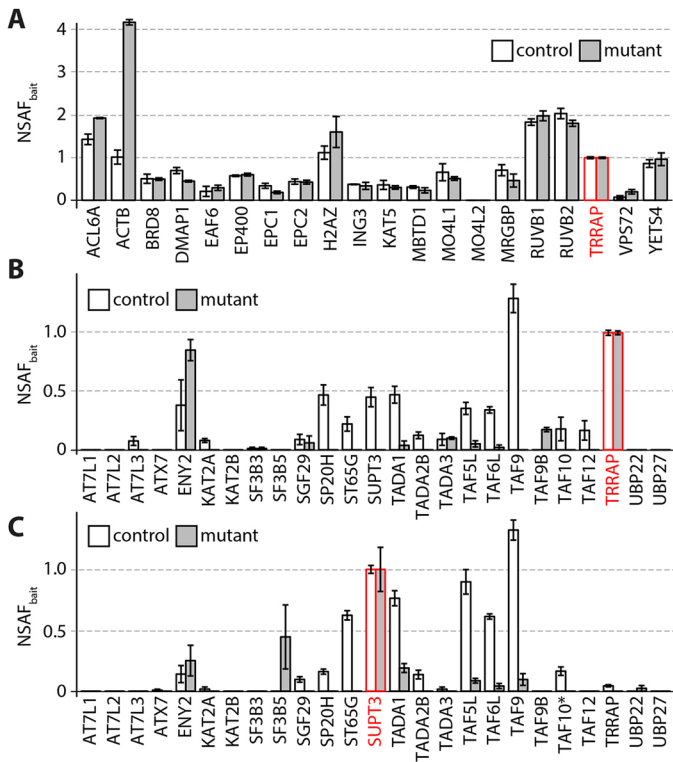 A
NSAFbait
4
3
2
1
0
control
mutant
ACL6A
ACTB
BRD8
DMAP1
EAF6
EP400
EPC1
EPC2
H2AZ
ING3
KAT5
MBTD1
MO4L1
MO4L2
MRGBP
RUVB1
RUVB2
TRRAP
VPS72
YETS4
B
NSAFbait
1.0
0.5
0
control
mutant
AT7L1
AT7L2
AT7L3
ATX7
ENY2
KAT2A
KAT2B
SF3B3
SF3B5
SGF29
SP20H
ST65G
SUPT3
TADA1
TADA2B
TADA3
TAF5L
TAF6L
TAF9
TAF9B
TAF10
TAF12
TRRAP
UBP22
UBP27
C
NSAFbait
1.0
0.5
0
control
mutant
AT7L1
AT7L2
AT7L3
ATX7
ENY2
KAT2A
KAT2B
SF3B3
SF3B5
SGF29
SP20H
ST65G
SUPT3
TADA1
TADA2B
TADA3
TAF5L
TAF6L
TAF9
TAF9B
TAF10*
TAF12
TRRAP
UBP22
UBP27